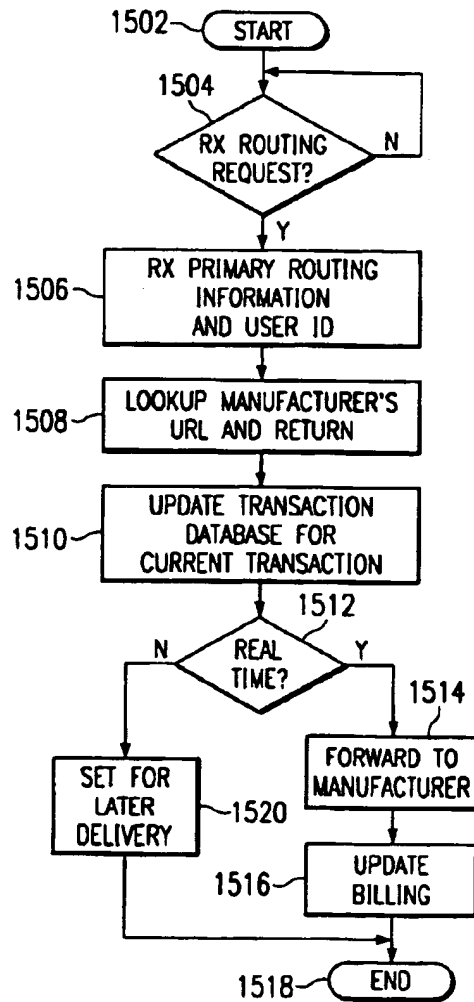 1502
START
1504
RX ROUTING
REQUEST?
N
Y
1506
RX PRIMARY ROUTING
INFORMATION
AND USER ID
1508
LOOKUP MANUFACTURER'S
URL AND RETURN
1510
UPDATE TRANSACTION
DATABASE FOR
CURRENT TRANSACTION
1512
N
REAL
TIME?
Y
1514
FORWARD TO
MANUFACTURER
SET FOR
LATER
DELIVERY
1520
1516
UPDATE
BILLING
1518
END